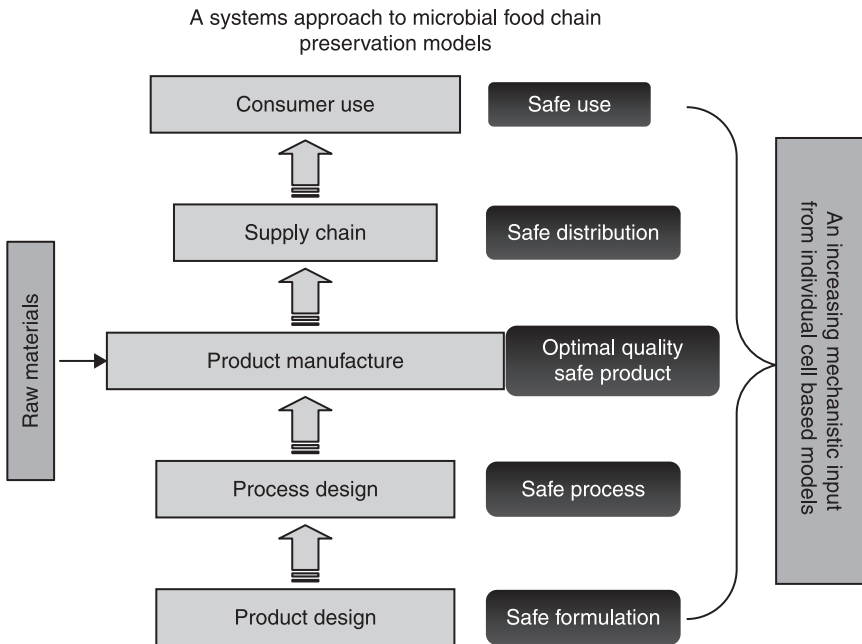 A systems approach to microbial food chain
preservation models
Consumer use
Safe use
Supply chain
Safe distribution
Raw materials
Product manufacture
Optimal quality
safe product
Process design
Safe process
Product design
Safe formulation
An increasing mechanistic input
from individual cell based models